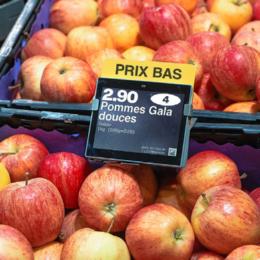 PRIX BAS
2.90
4
Pommes Gala
douces